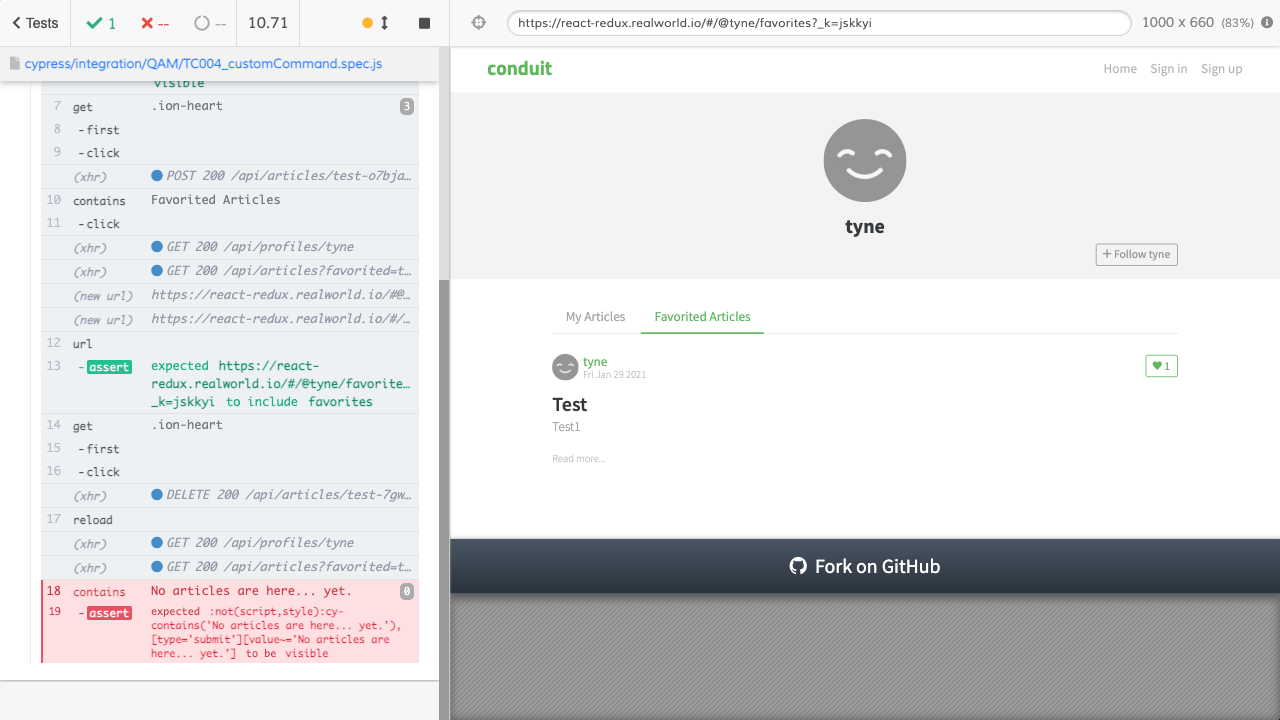 Tests
1
--
--
10.71
https://react-redux.realworld.io/#/@tyne/favorites?_k=jskkyi
1000 x 660 (83%)
cypress/integration/QAM/TC004_customCommand.spec.js
visible
7 get .ion-heart 3
8 -first
9 -click
(xhr) POST 200 /api/articles/test-o7bja…
10 contains Favorited Articles
11 -click
(xhr) GET 200 /api/profiles/tyne
(xhr) GET 200 /api/articles?favorited=t…
(new url) https://react-redux.realworld.io/#@…
(new url) https://react-redux.realworld.io/#/…
12 url
13 -assert expected https://react-
redux.realworld.io/#/@tyne/favorite…
_k=jskkyi to include favorites
14 get .ion-heart
15 -first
16 -click
(xhr) DELETE 200 /api/articles/test-7gw…
17 reload
(xhr) GET 200 /api/profiles/tyne
(xhr) GET 200 /api/articles?favorited=t…
18 contains No articles are here... yet. 0
19 -assert expected :not(script,style):cy-
contains('No articles are here... yet.'),
[type='submit'][value~='No articles are
here... yet.'] to be visible
conduit
Home Sign in Sign up
tyne
+ Follow tyne
My Articles Favorited Articles
tyne
Fri Jan 29 2021
1
Test
Test1
Read more...
Fork on GitHub